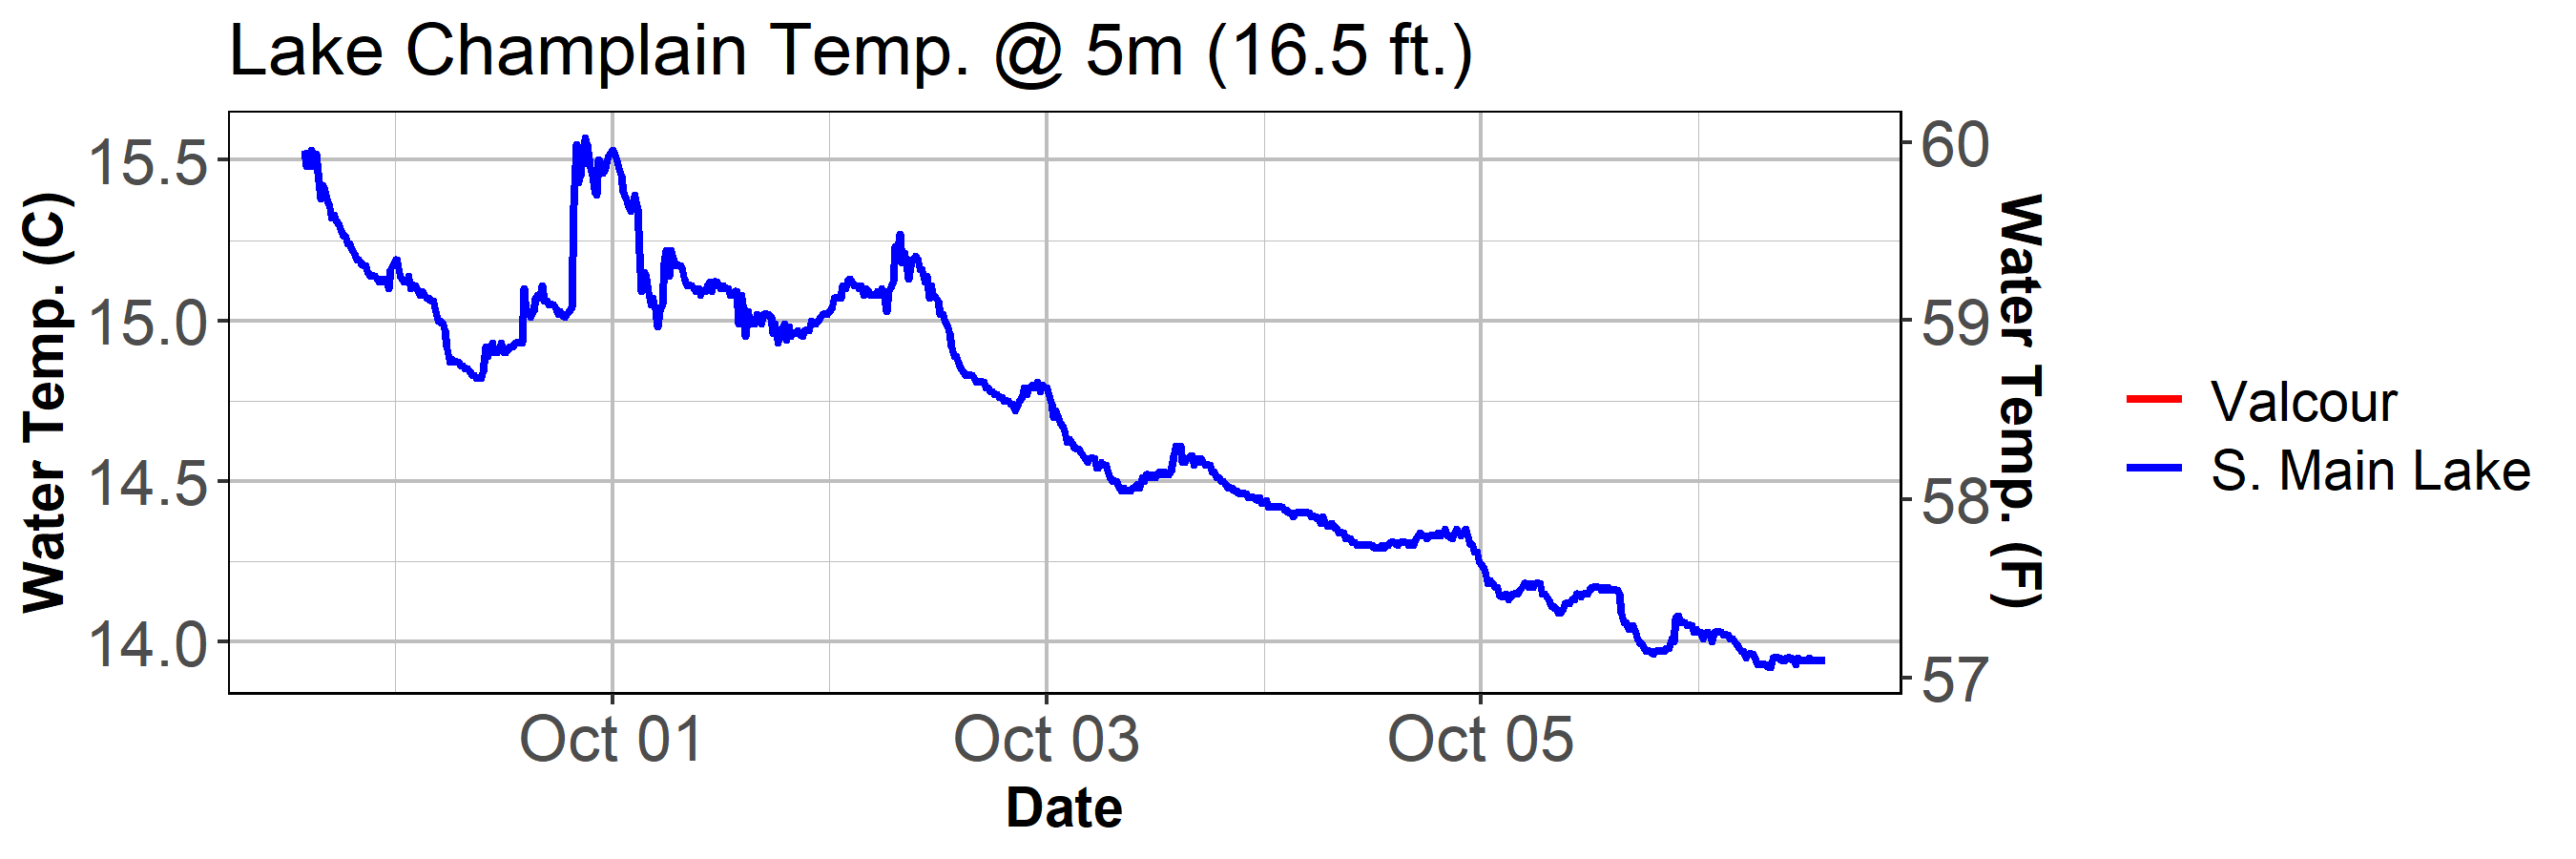 Lake Champlain Temp. @ 5m (16.5 ft.)
Water Temp. (C)
15.5
15.0
14.5
14.0
60
59
58
57
Water Temp. (F)
Oct 01
Oct 03
Oct 05
Date
Valcour
S. Main Lake